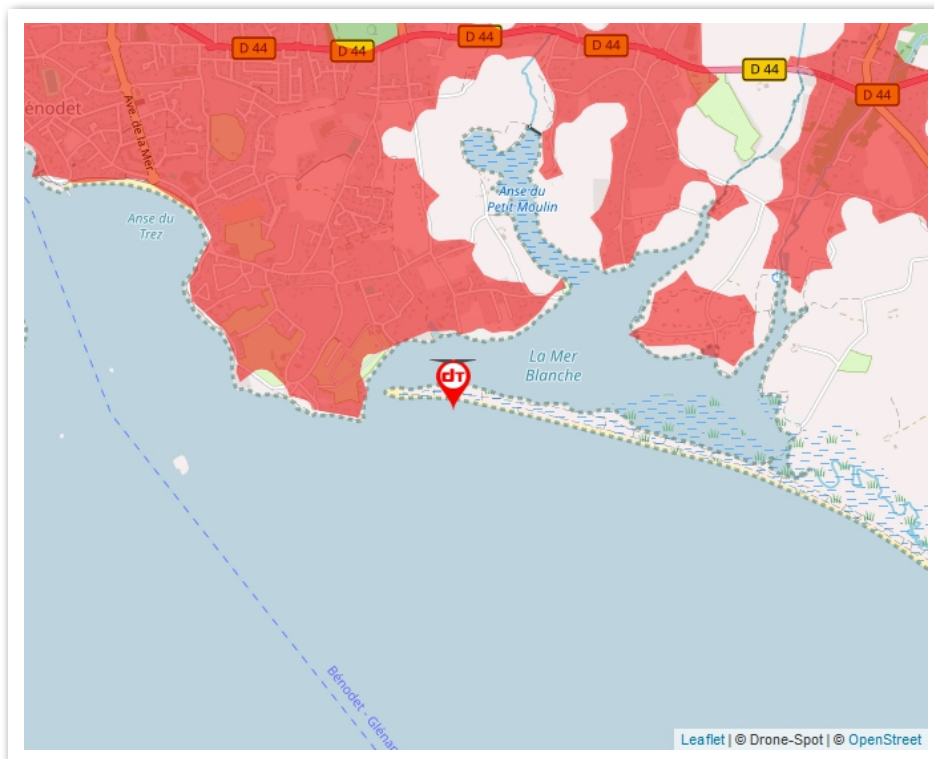 D 44
D 44
D 44
D 44
D 44
D 44
énodet
Ave. de la Mer
Anse du
Petit Moulin
Anse du
Trez
La Mer
Blanche
dT
Bénodet - Glénan
Leaflet | © Drone-Spot | © OpenStreet